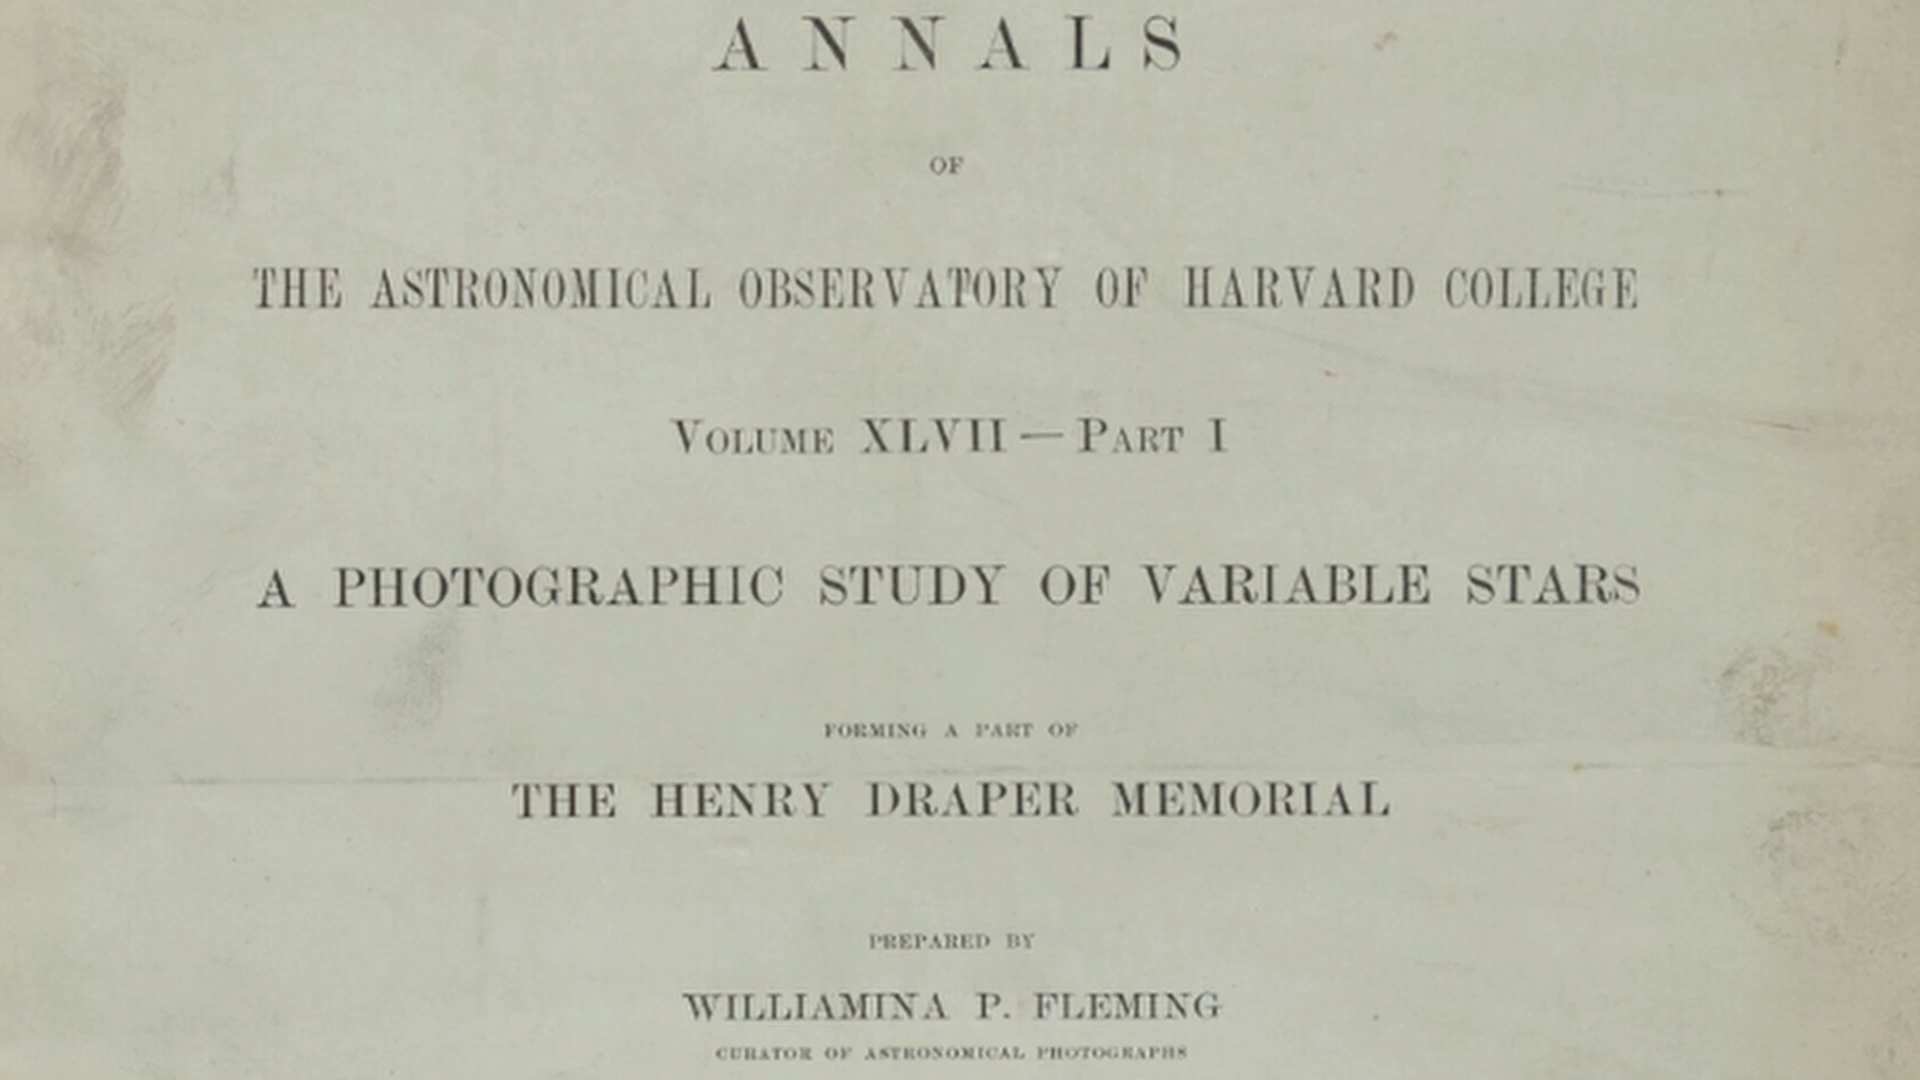 ANNALS
OF
THE ASTRONOMICAL OBSERVATORY OF HARVARD COLLEGE
VOLUME XLVII — PART I
A PHOTOGRAPHIC STUDY OF VARIABLE STARS
FORMING A PART OF
THE HENRY DRAPER MEMORIAL
PREPARED BY
WILLIAMINA P. FLEMING
CURATOR OF ASTRONOMICAL PHOTOGRAPHS